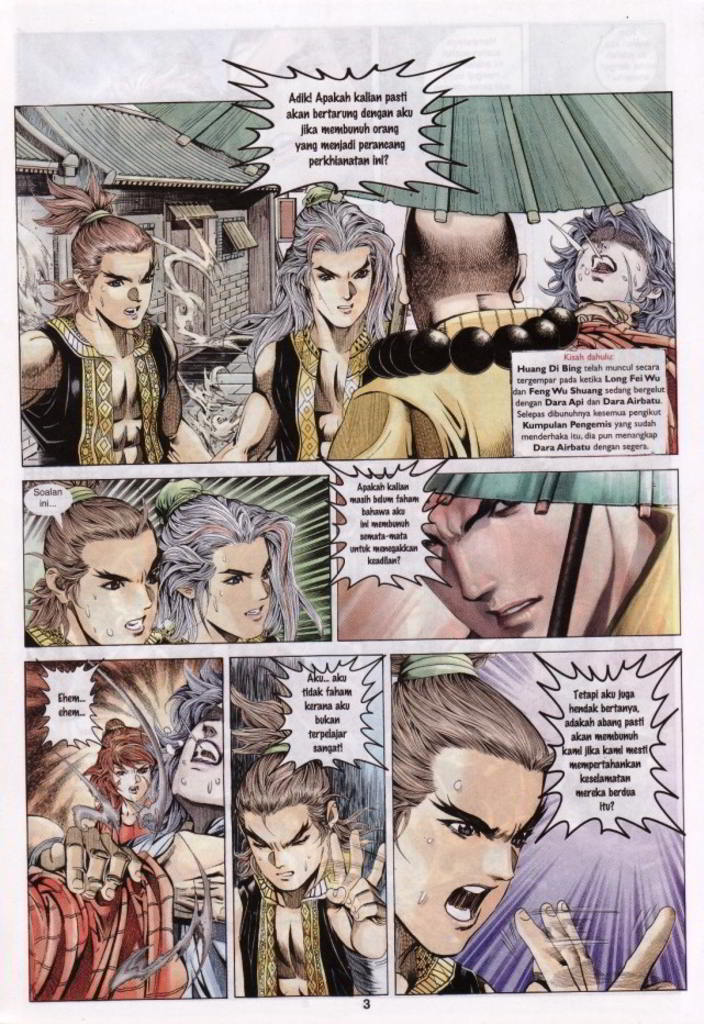 Adik! Apakah kalian pasti
akan bertarung dengan aku
jika membunuh orang
yang menjadi perancang
perkhianatan ini?
Kisah dahulu:
Huang Di Bing telah muncul secara
tergempar pada ketika Long Fei Wu
dan Feng Wu Shuang sedang bergelut
dengan Dara Api dan Dara Airbatu.
Selepas dibunuhnya kesemua pengikut
Kumpulan Pengemis yang sudah
menderhaka itu, dia pun menangkap
Dara Airbatu dengan segera.
Soalan
ini...
Apakah kalian
masih belum faham
bahawa aku
ini membunuh
semata-mata
untuk menegakkan
keadilan?
Ehem...
ehem...
Aku... aku
tidak faham
kerana aku
bukan
terpelajar
sangat!
Tetapi aku juga
hendak bertanya,
adakah abang pasti
akan membunuh
kami jika kami mesti
mempertahankan
keselamatan
mereka berdua
itu?
3